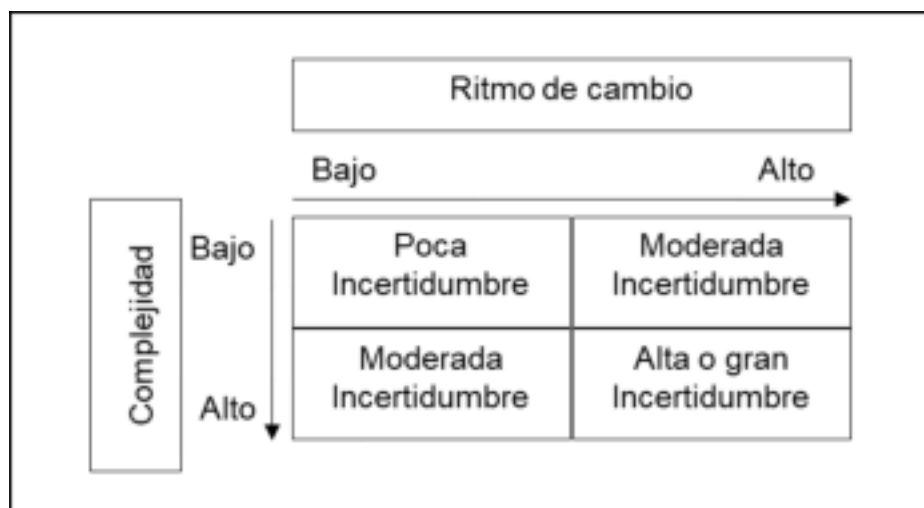 Ritmo de cambio
Bajo
Alto
Complejidad
Bajo
Poca
Incertidumbre
Moderada
Incertidumbre
Alto
Moderada
Incertidumbre
Alta o gran
Incertidumbre